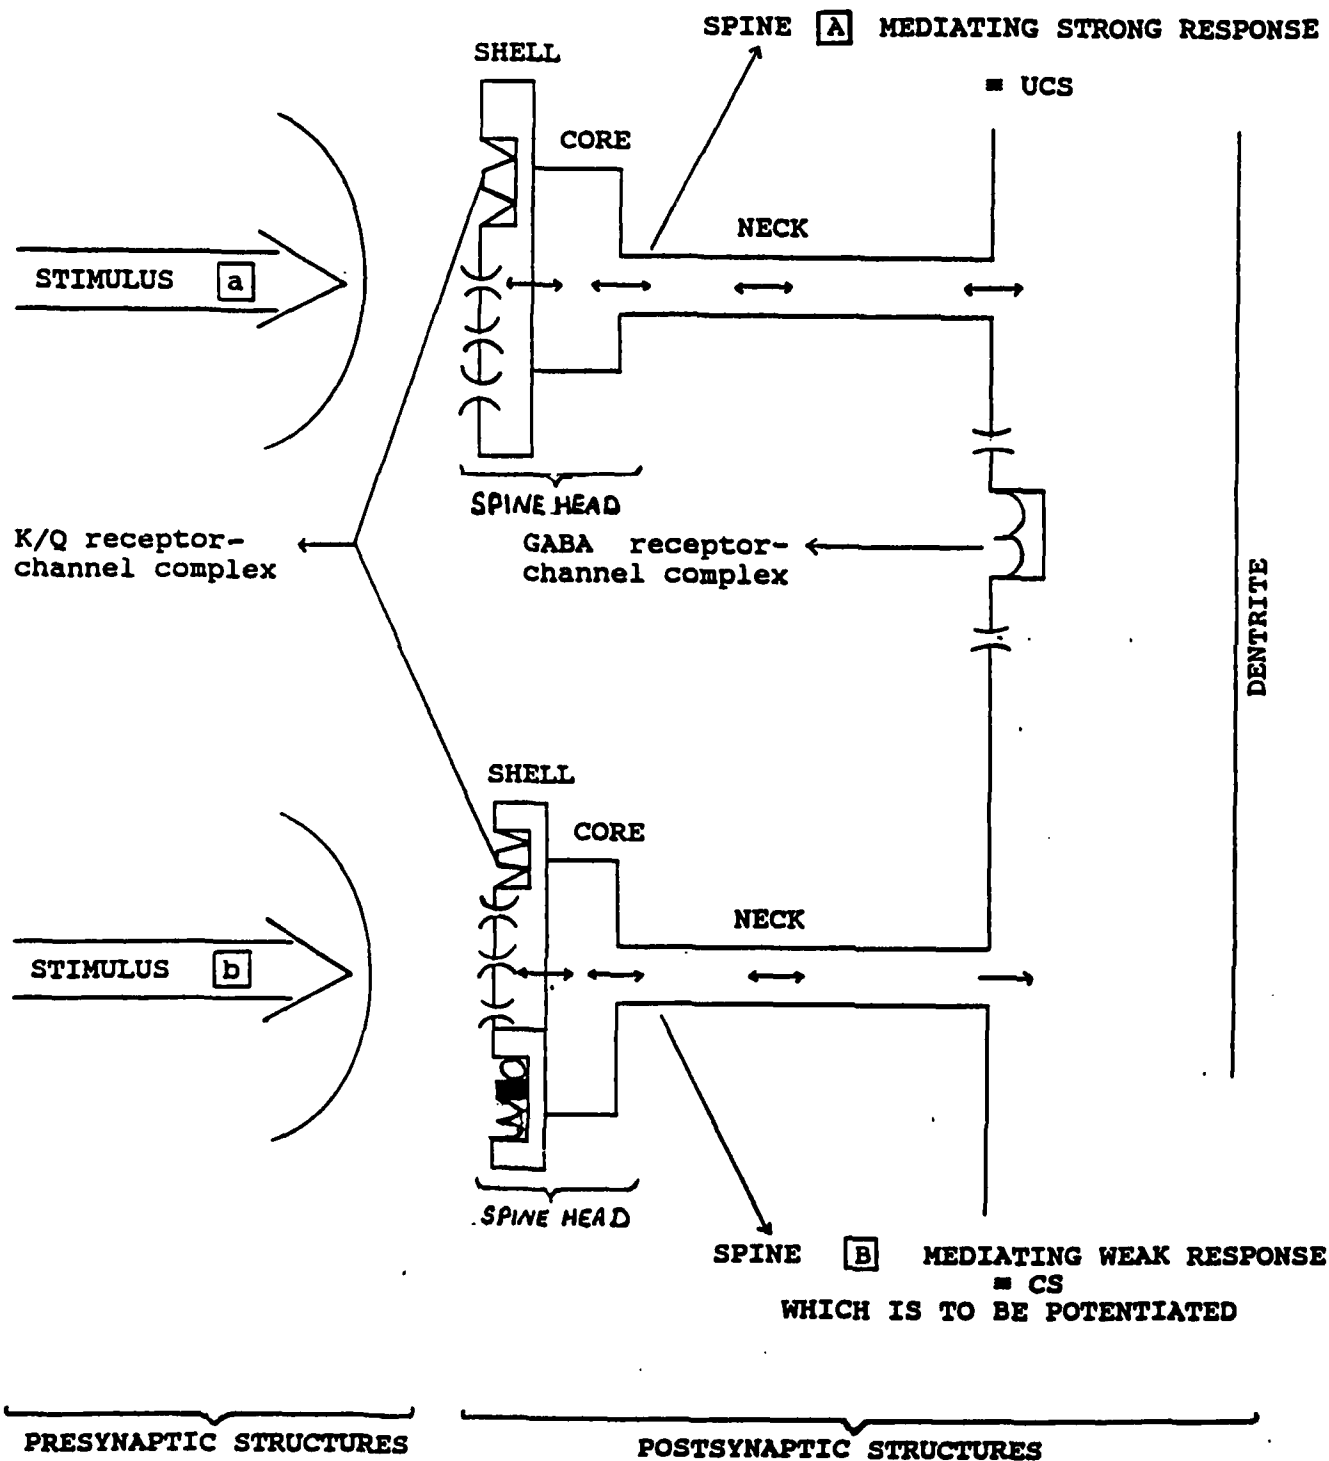 SPINE A MEDIATING STRONG RESPONSE
≡ UCS
SHELL
CORE
NECK
STIMULUS a
SPINE HEAD
K/Q receptor-
channel complex
GABA receptor-
channel complex
DENTRITE
SHELL
CORE
NECK
STIMULUS b
SPINE HEAD
SPINE B MEDIATING WEAK RESPONSE
≡ CS
WHICH IS TO BE POTENTIATED
PRESYNAPTIC STRUCTURES
POSTSYNAPTIC STRUCTURES